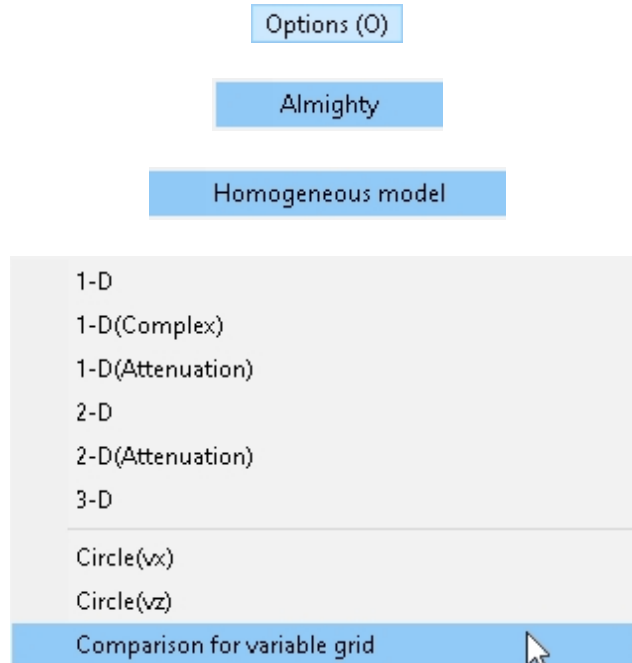 Options (O)
Almighty
Homogeneous model
1-D
1-D(Complex)
1-D(Attenuation)
2-D
2-D(Attenuation)
3-D
Circle(vx)
Circle(vz)
Comparison for variable grid